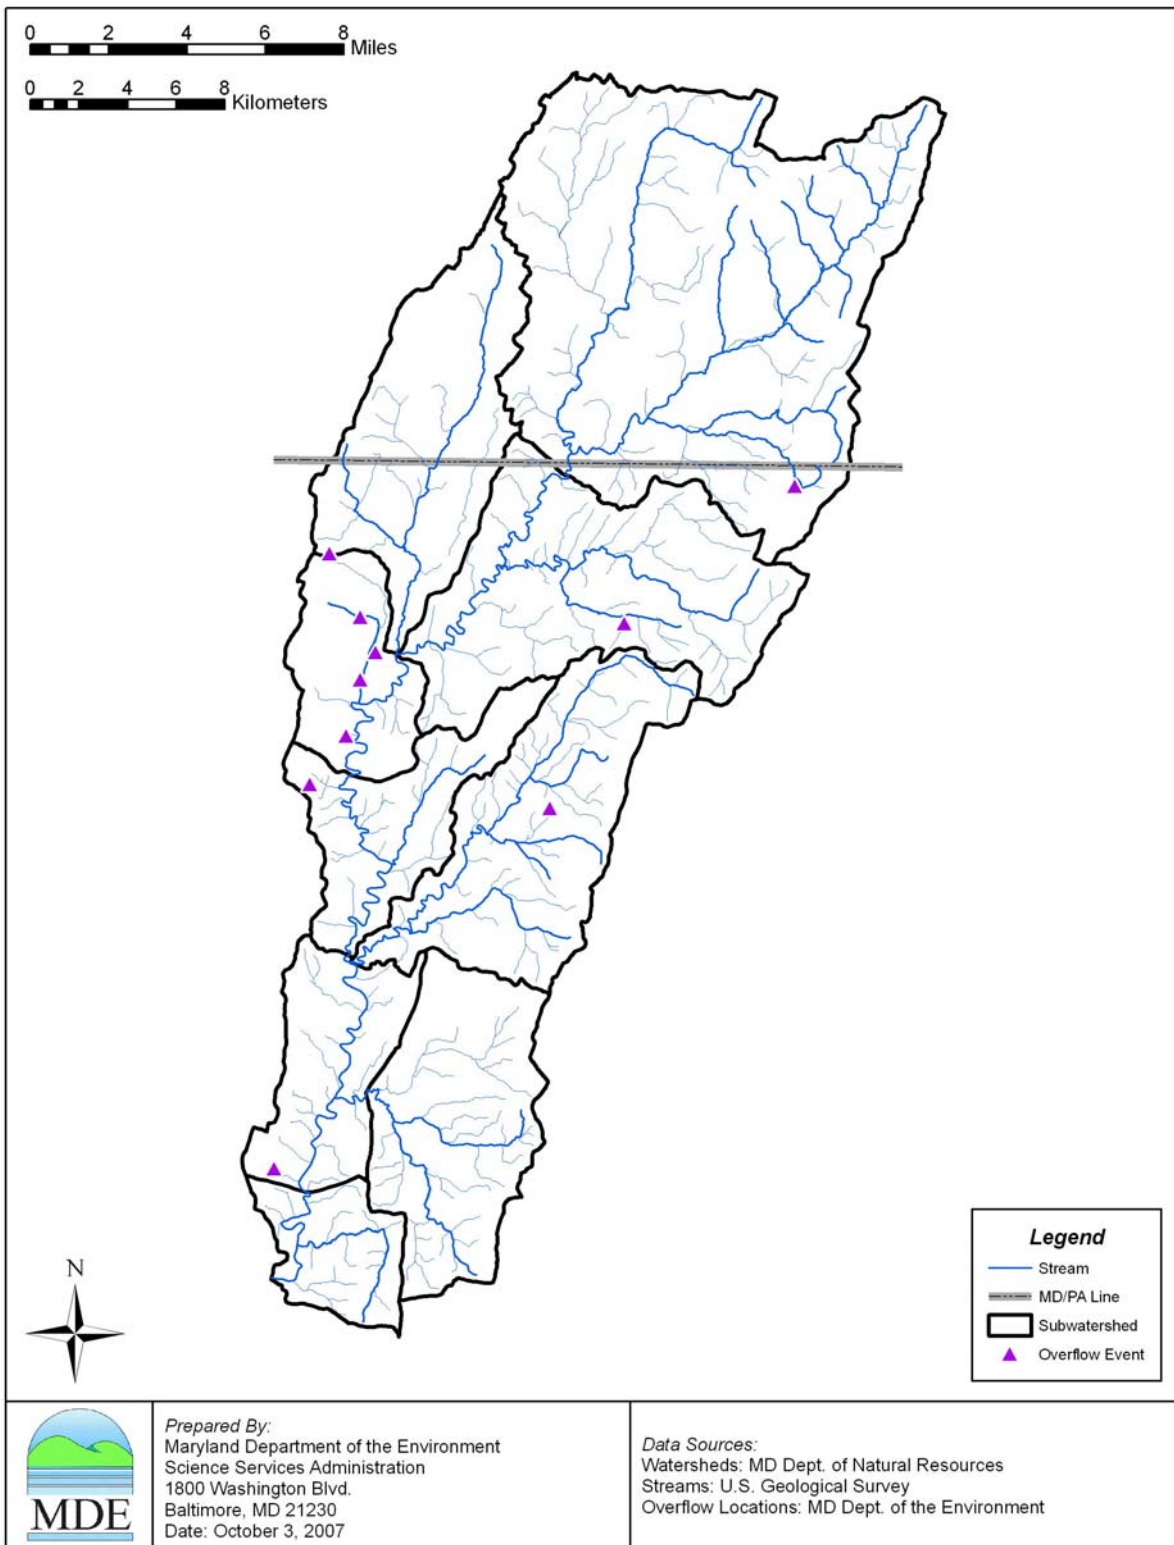 0 2 4 6 8
Miles
0 2 4 6 8
Kilometers
N
Legend
Stream
MD/PA Line
Subwatershed
Overflow Event
MDE
Prepared By:
Maryland Department of the Environment
Science Services Administration
1800 Washington Blvd.
Baltimore, MD 21230
Date: October 3, 2007
Data Sources:
Watersheds: MD Dept. of Natural Resources
Streams: U.S. Geological Survey
Overflow Locations: MD Dept. of the Environment